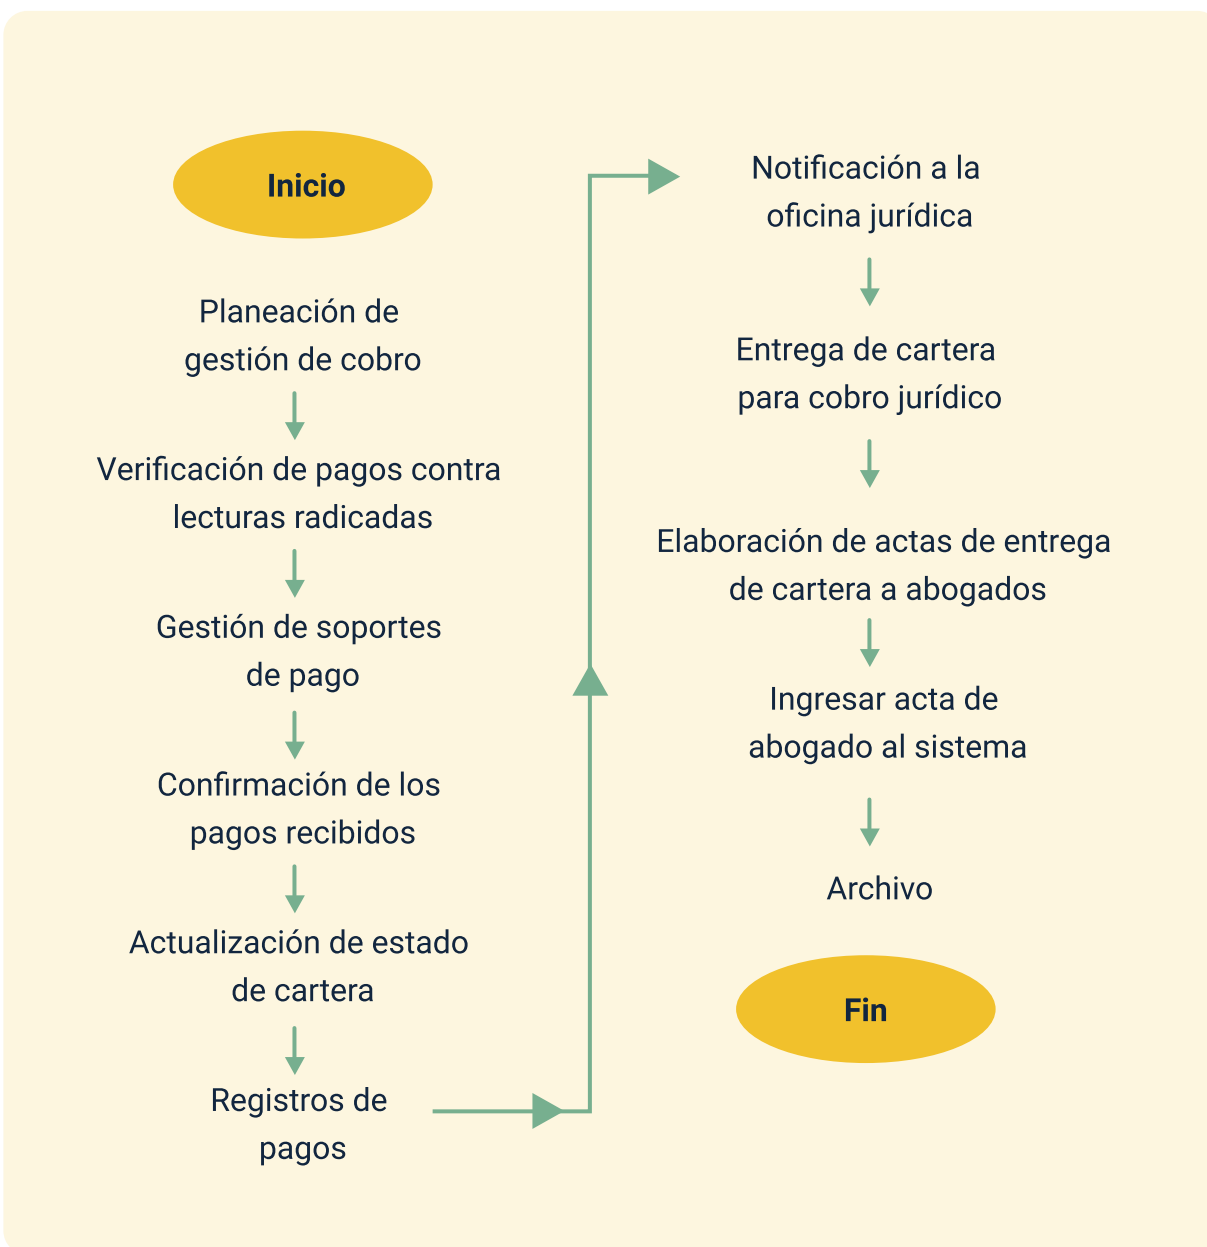 Inicio
Planeación de
gestión de cobro
Verificación de pagos contra
lecturas radicadas
Gestión de soportes
de pago
Confirmación de los
pagos recibidos
Actualización de estado
de cartera
Registros de
pagos
Notificación a la
oficina jurídica
Entrega de cartera
para cobro jurídico
Elaboración de actas de entrega
de cartera a abogados
Ingresar acta de
abogado al sistema
Archivo
Fin